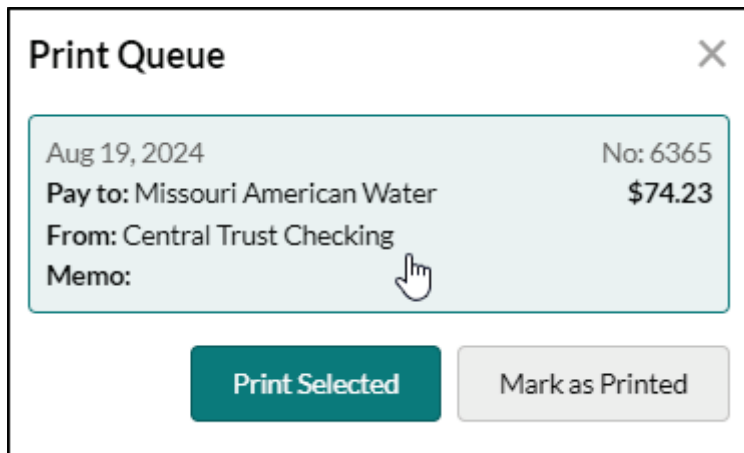 Print Queue
Aug 19, 2024 No: 6365
Pay to: Missouri American Water $74.23
From: Central Trust Checking
Memo:
Print Selected Mark as Printed